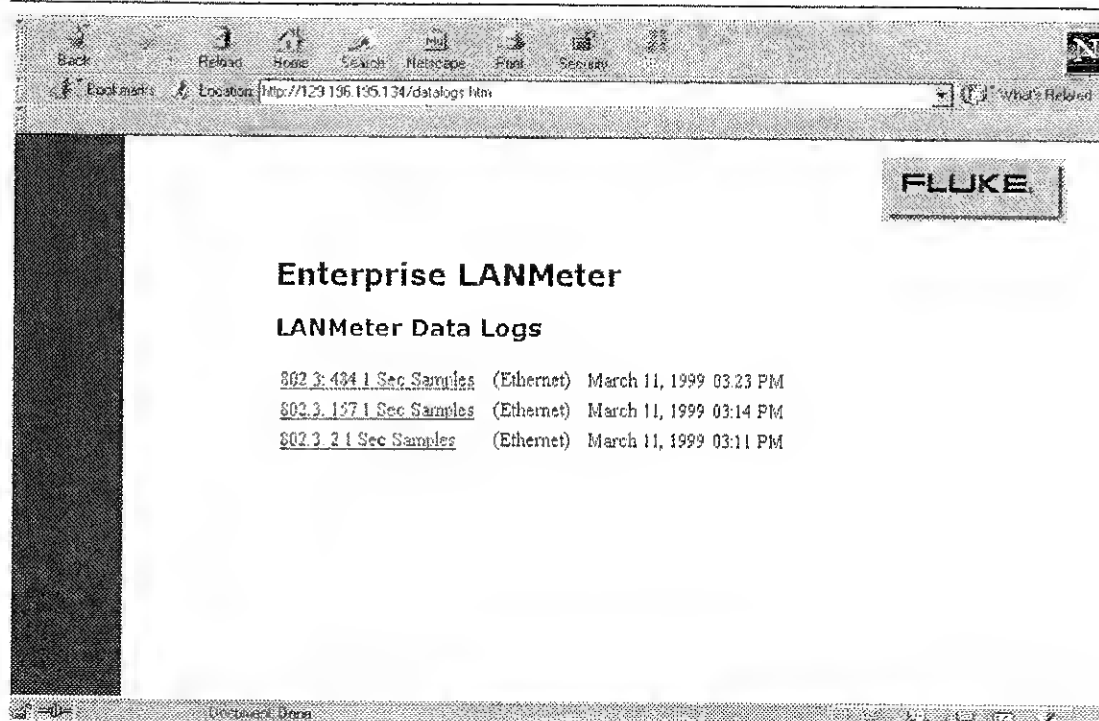 Back Reload Home Search Netscape Print Security
N
Bookmarks Location: http://129.196.195.134/datalogs.htm What's Related
FLUKE.
Enterprise LANMeter
LANMeter Data Logs
802.3: 484 1 Sec Samples (Ethernet) March 11, 1999 03:23 PM
802.3: 157 1 Sec Samples (Ethernet) March 11, 1999 03:14 PM
802.3: 2 1 Sec Samples (Ethernet) March 11, 1999 03:11 PM
Document: Done